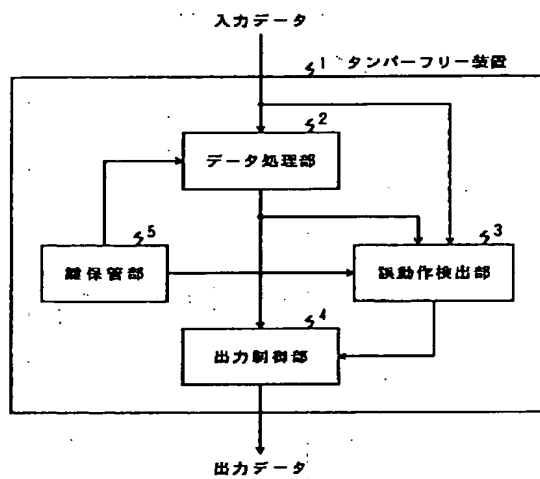 入力データ
1 タンパーフリー装置
2
データ処理部
5
鍵保管部
3
誤動作検出部
4
出力制御部
出力データ